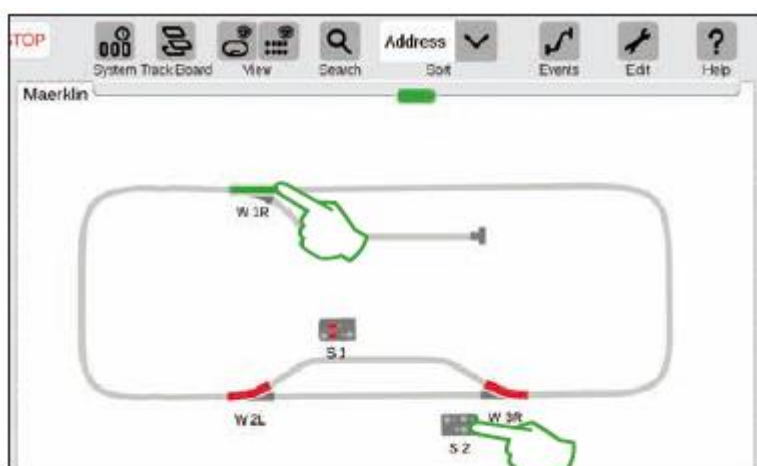 STOP
Address
System Track Board View Search Sort Events Edit Help
Maerklin
W 1R
S 1
W 2L
W 3R
S 2